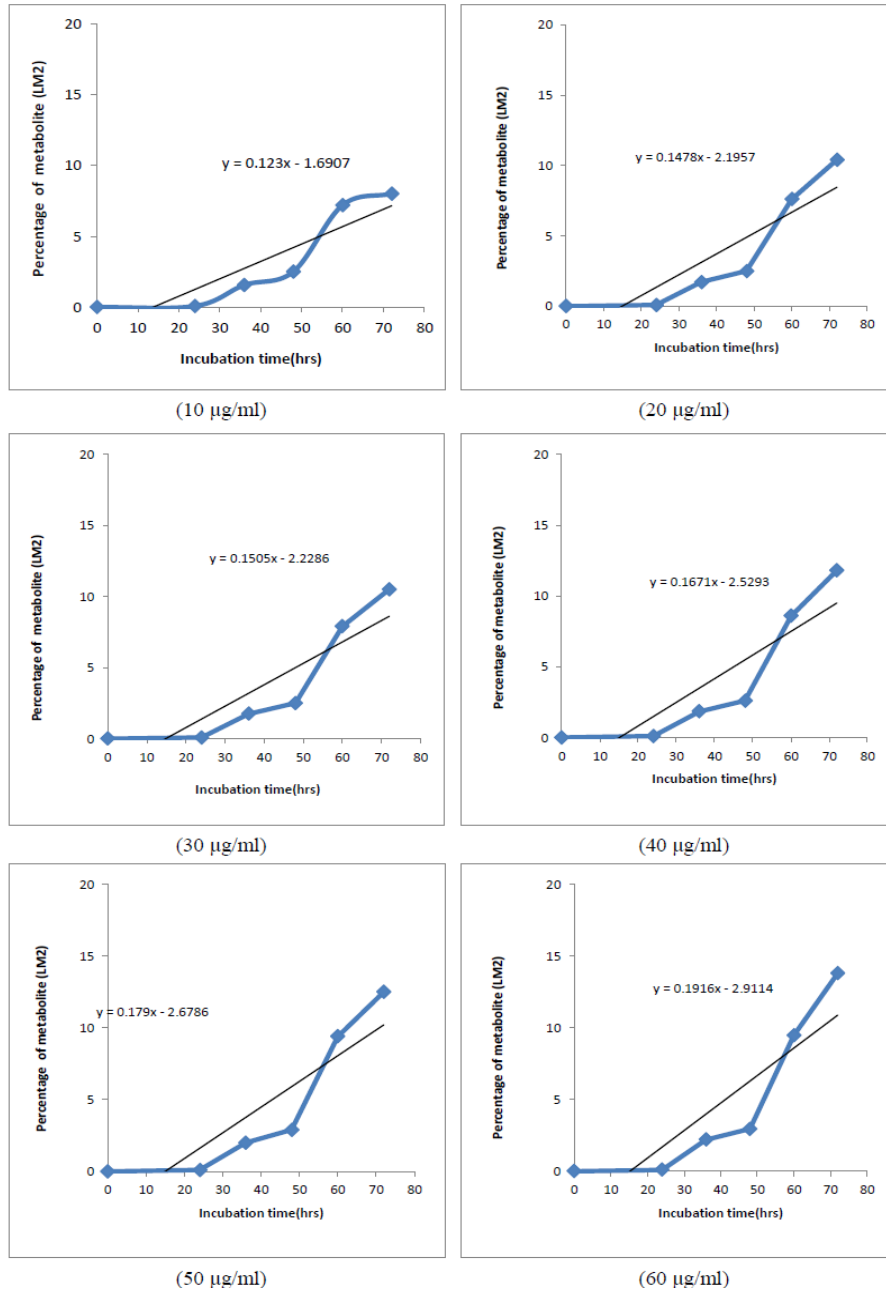 20
15
10
5
0
Percentage of metabolite (LM2)
y = 0.123x - 1.6907
0 10 20 30 40 50 60 70 80
Incubation time(hrs)
(10 µg/ml)
20
15
10
5
0
Percentage of metabolite (LM2)
y = 0.1478x - 2.1957
0 10 20 30 40 50 60 70 80
Incubation time(hrs)
(20 µg/ml)
20
15
10
5
0
Percentage of metabolite (LM2)
y = 0.1505x - 2.2286
0 10 20 30 40 50 60 70 80
Incubation time(hrs)
(30 µg/ml)
20
15
10
5
0
Percentage of metabolite (LM2)
y = 0.1671x - 2.5293
0 10 20 30 40 50 60 70 80
Incubation time(hrs)
(40 µg/ml)
20
15
10
5
0
Percentage of metabolite (LM2)
y = 0.179x - 2.6786
0 10 20 30 40 50 60 70 80
Incubation time(hrs)
(50 µg/ml)
20
15
10
5
0
Percentage of metabolite (LM2)
y = 0.1916x - 2.9114
0 10 20 30 40 50 60 70 80
Incubation time(hrs)
(60 µg/ml)